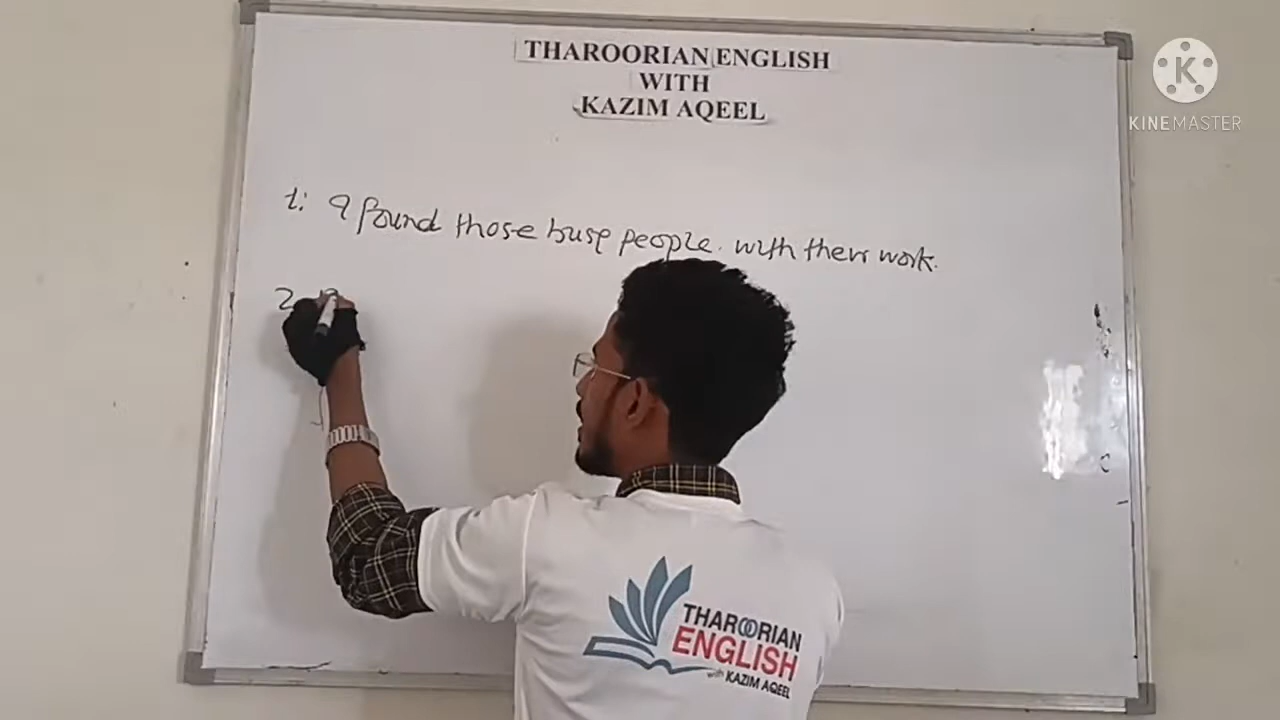 THAROORIAN ENGLISH
WITH
KAZIM AQEEL
KINEMASTER
1: I found those busy people. with their work.
2
THAROORIAN
ENGLISH
with KAZIM AQEEL